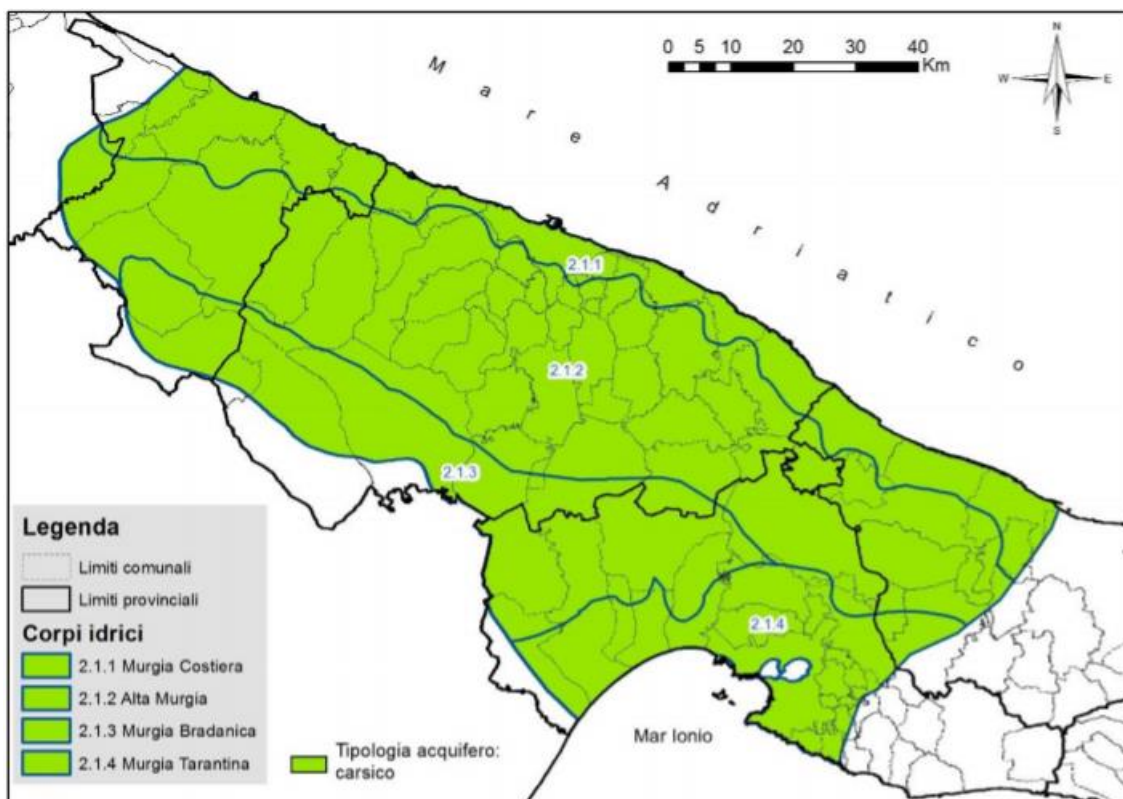 0 5 10 20 30 40
Km
N
W E
S
Mare Adriatico
2.1.1
2.1.2
2.1.3
2.1.4
Mar Ionio
Legenda
Limiti comunali
Limiti provinciali
Corpi idrici
2.1.1 Murgia Costiera
2.1.2 Alta Murgia
2.1.3 Murgia Bradanica
2.1.4 Murgia Tarantina
Tipologia acquifero:
carsico